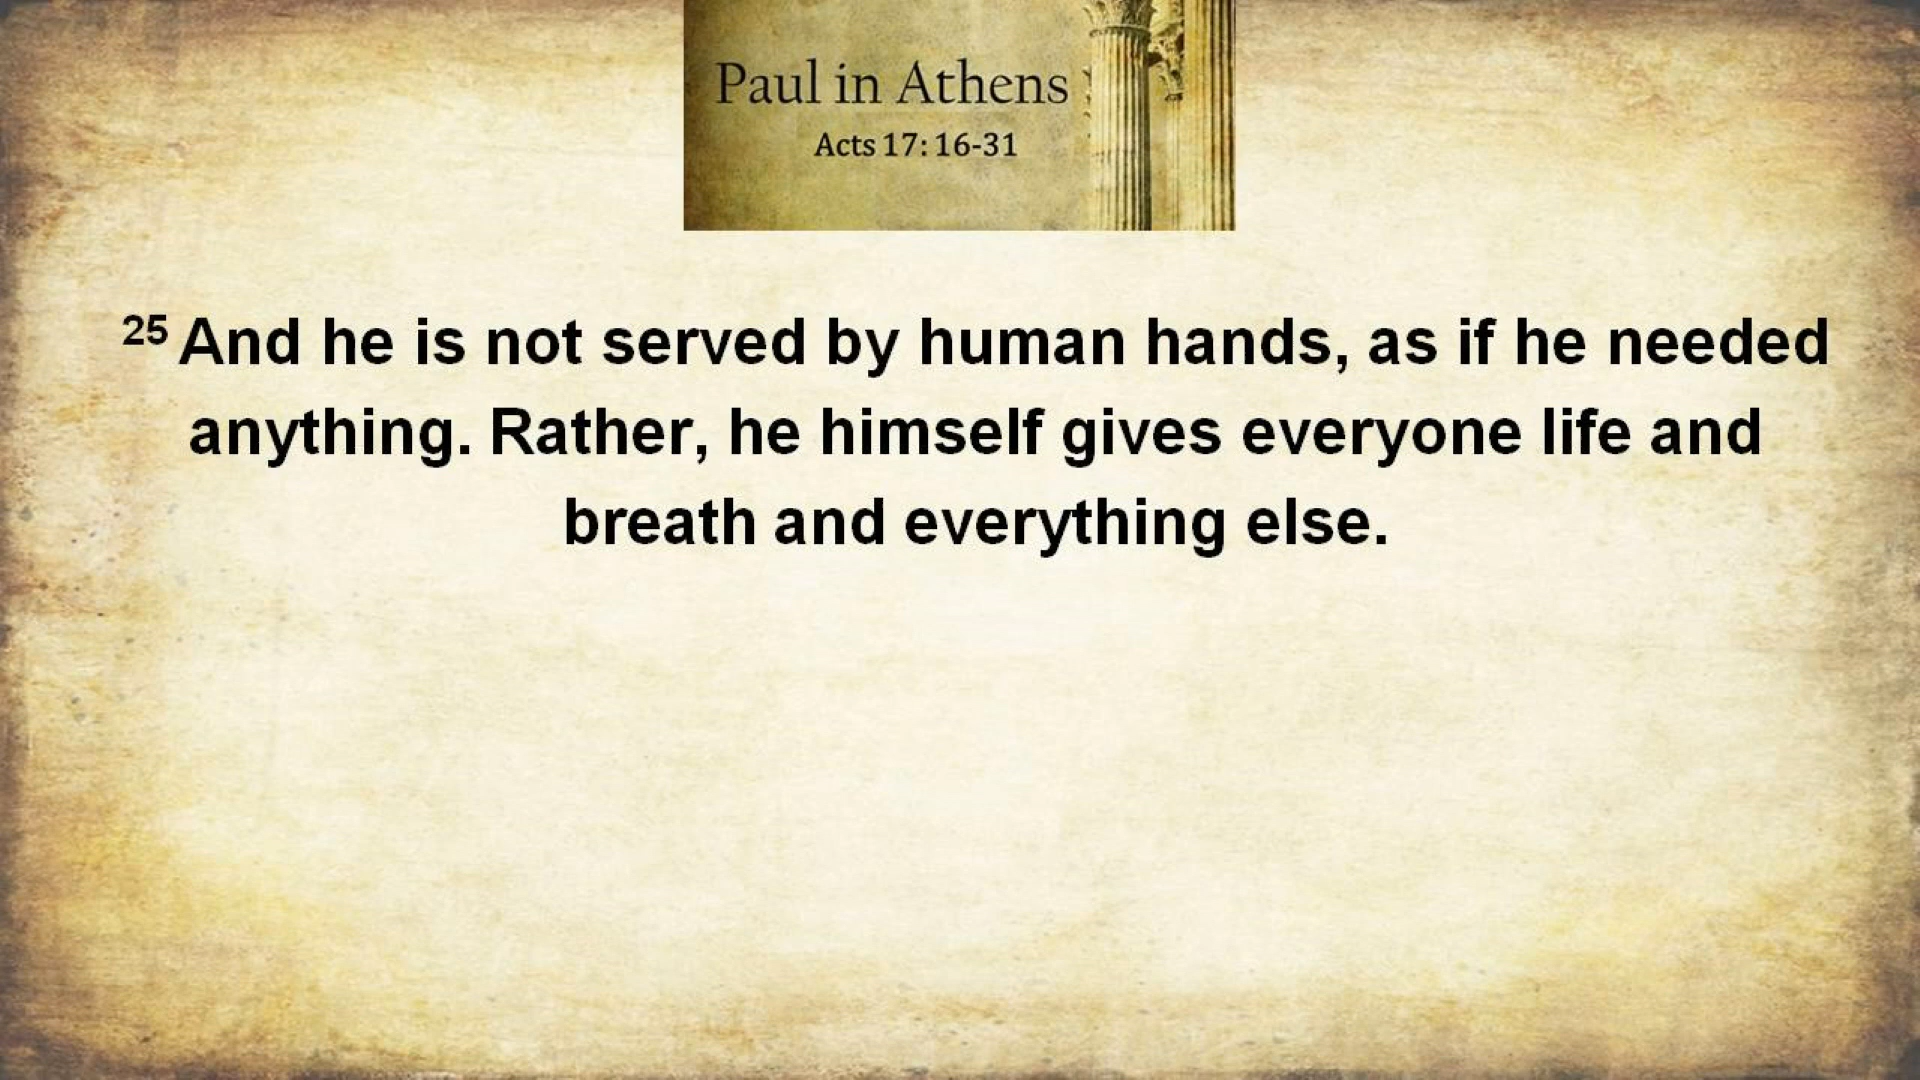 Paul in Athens
Acts 17: 16-31
25 And he is not served by human hands, as if he needed
anything. Rather, he himself gives everyone life and
breath and everything else.